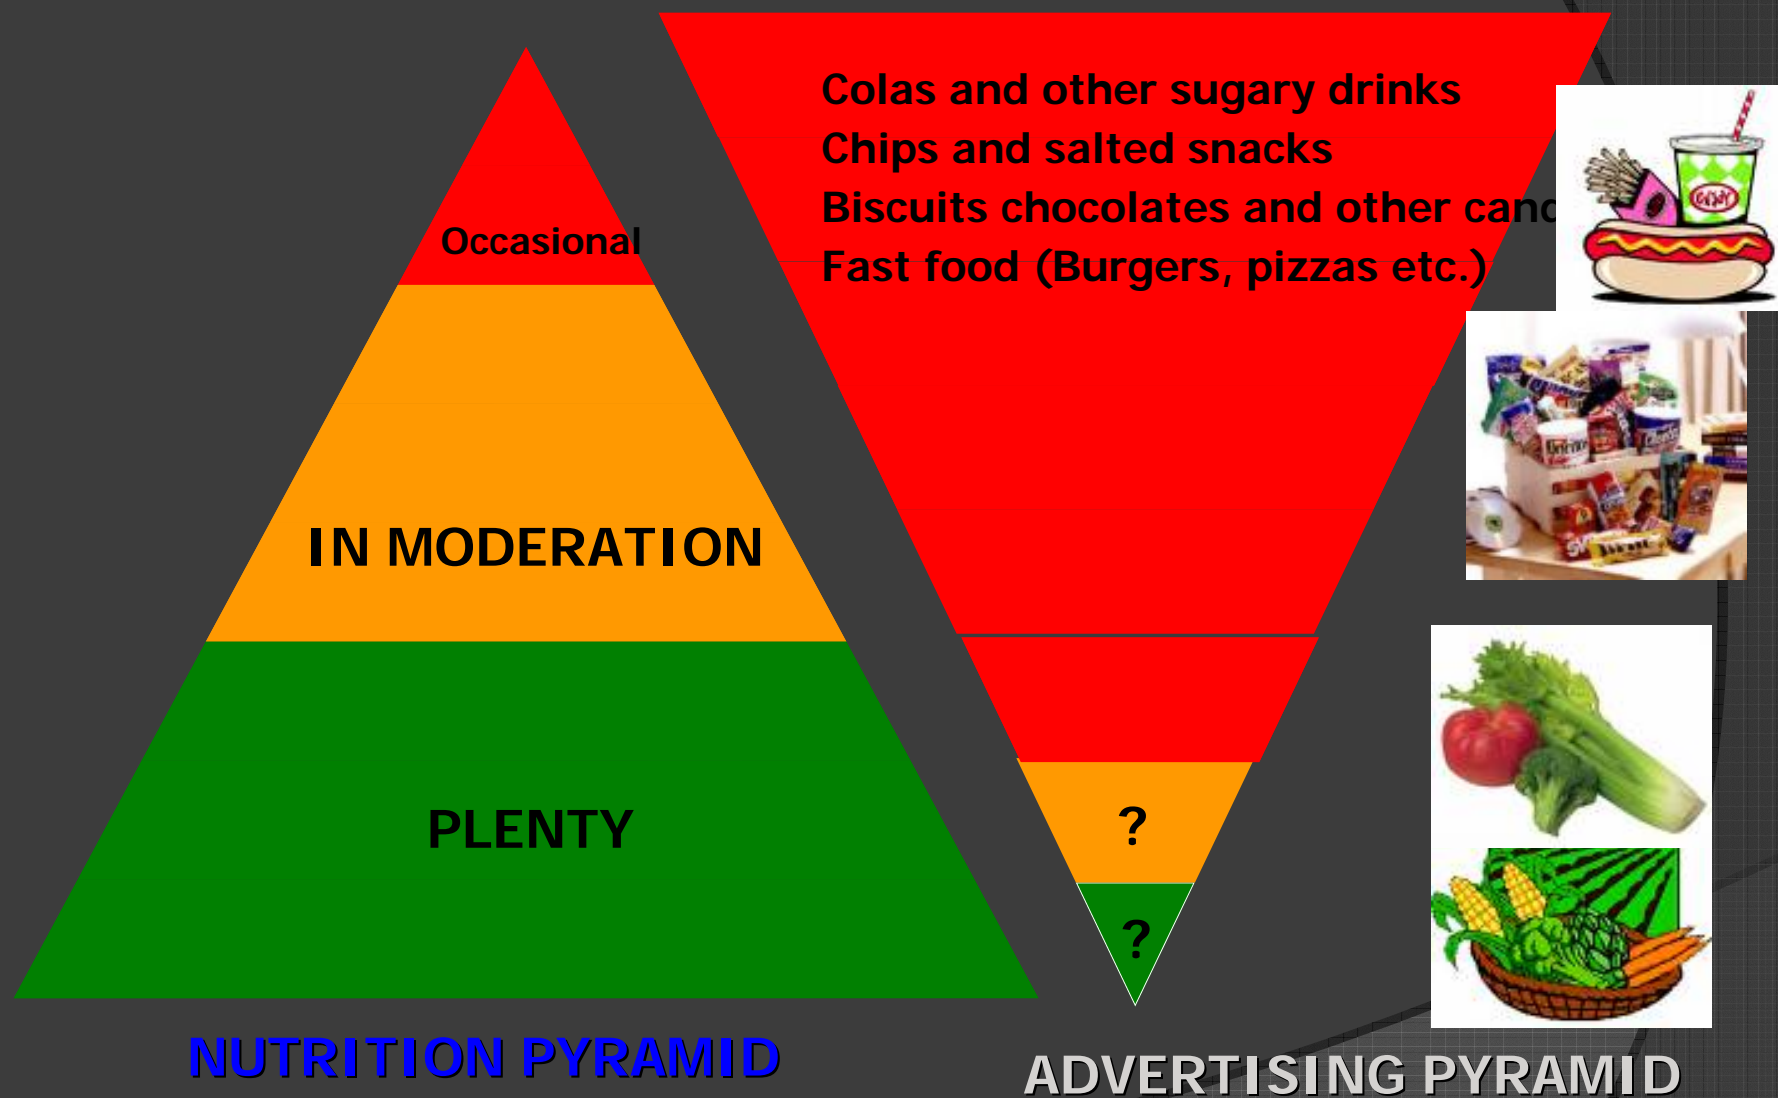 Occasional
IN MODERATION
PLENTY
NUTRITION PYRAMID
Colas and other sugary drinks
Chips and salted snacks
Biscuits chocolates and other
Fast food (Burgers, pizzas etc.)
?
?
ADVERTISING PYRAMID